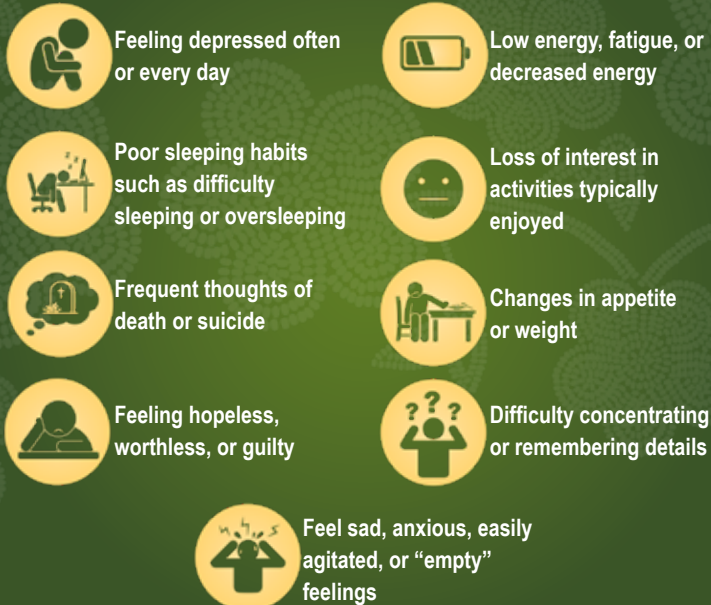 Feeling depressed often
or every day
Low energy, fatigue, or
decreased energy
Poor sleeping habits
such as difficulty
sleeping or oversleeping
Loss of interest in
activities typically
enjoyed
Frequent thoughts of
death or suicide
Changes in appetite
or weight
Feeling hopeless,
worthless, or guilty
Difficulty concentrating
or remembering details
Feel sad, anxious, easily
agitated, or “empty”
feelings